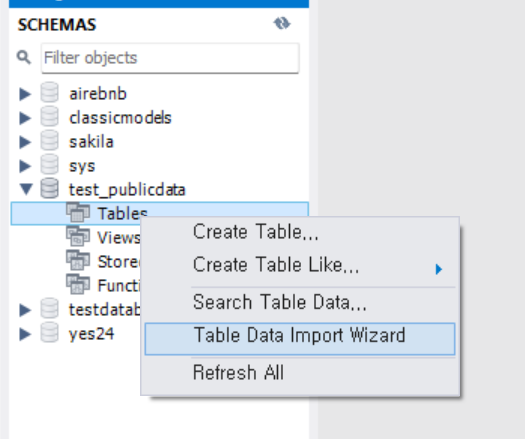 SCHEMAS
Filter objects
airebnb
classicmodels
sakila
sys
test_publicdata
Tables
Create Table...
Views
Create Table Like...
Store
Functi
Search Table Data...
testdatab
Table Data Import Wizard
yes24
Refresh All